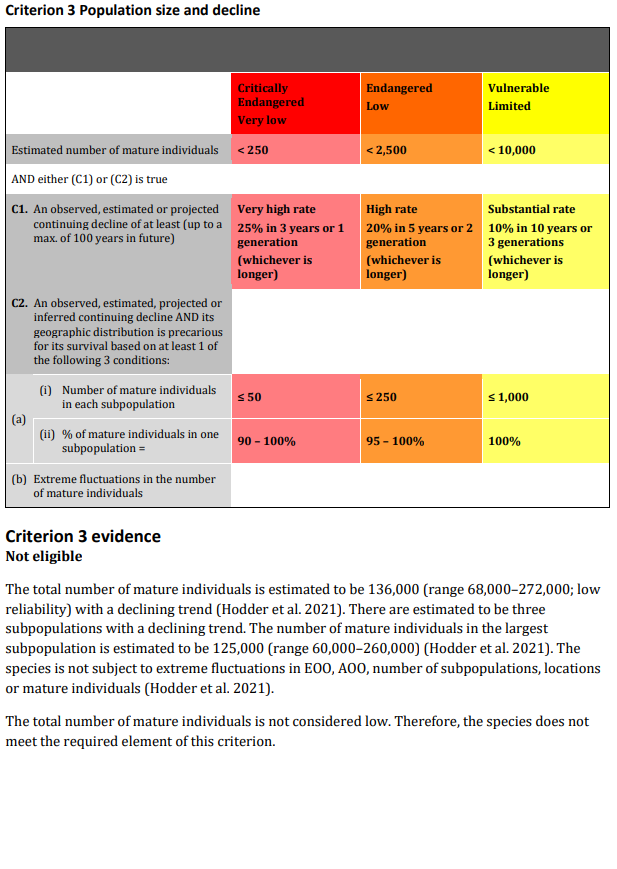 Criterion 3 Population size and decline
Critically
Endangered
Very low
Endangered
Low
Vulnerable
Limited
Estimated number of mature individuals
< 250
< 2,500
< 10,000
AND either (C1) or (C2) is true
C1. An observed, estimated or projected
continuing decline of at least (up to a
max. of 100 years in future)
Very high rate
25% in 3 years or 1
generation
(whichever is
longer)
High rate
20% in 5 years or 2
generation
(whichever is
longer)
Substantial rate
10% in 10 years or
3 generations
(whichever is
longer)
C2. An observed, estimated, projected or
inferred continuing decline AND its
geographic distribution is precarious
for its survival based on at least 1 of
the following 3 conditions:
(a)
(i) Number of mature individuals
in each subpopulation
≤ 50
≤ 250
≤ 1,000
(ii) % of mature individuals in one
subpopulation =
90 – 100%
95 – 100%
100%
(b) Extreme fluctuations in the number
of mature individuals
Criterion 3 evidence
Not eligible
The total number of mature individuals is estimated to be 136,000 (range 68,000–272,000; low
reliability) with a declining trend (Hodder et al. 2021). There are estimated to be three
subpopulations with a declining trend. The number of mature individuals in the largest
subpopulation is estimated to be 125,000 (range 60,000–260,000) (Hodder et al. 2021). The
species is not subject to extreme fluctuations in EOO, AOO, number of subpopulations, locations
or mature individuals (Hodder et al. 2021).
The total number of mature individuals is not considered low. Therefore, the species does not
meet the required element of this criterion.